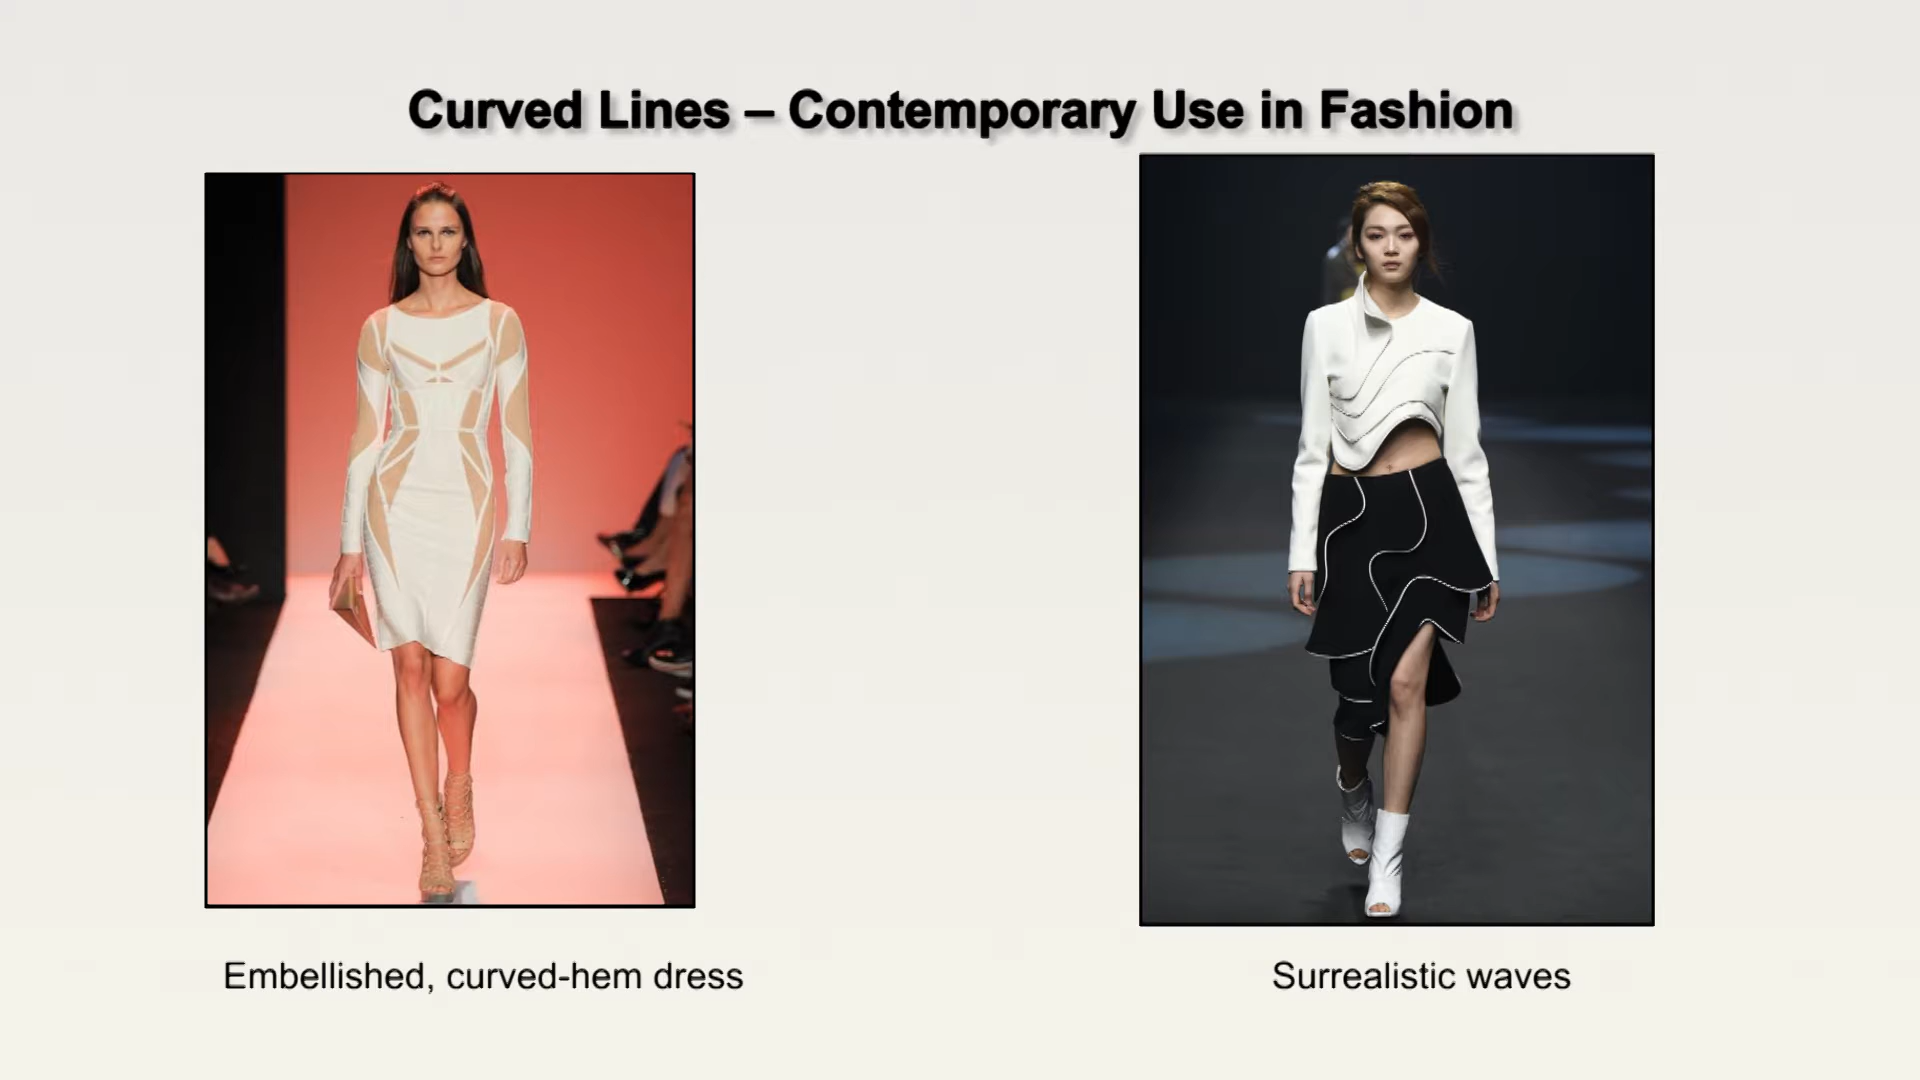 Curved Lines – Contemporary Use in Fashion
Embellished, curved-hem dress
Surrealistic waves